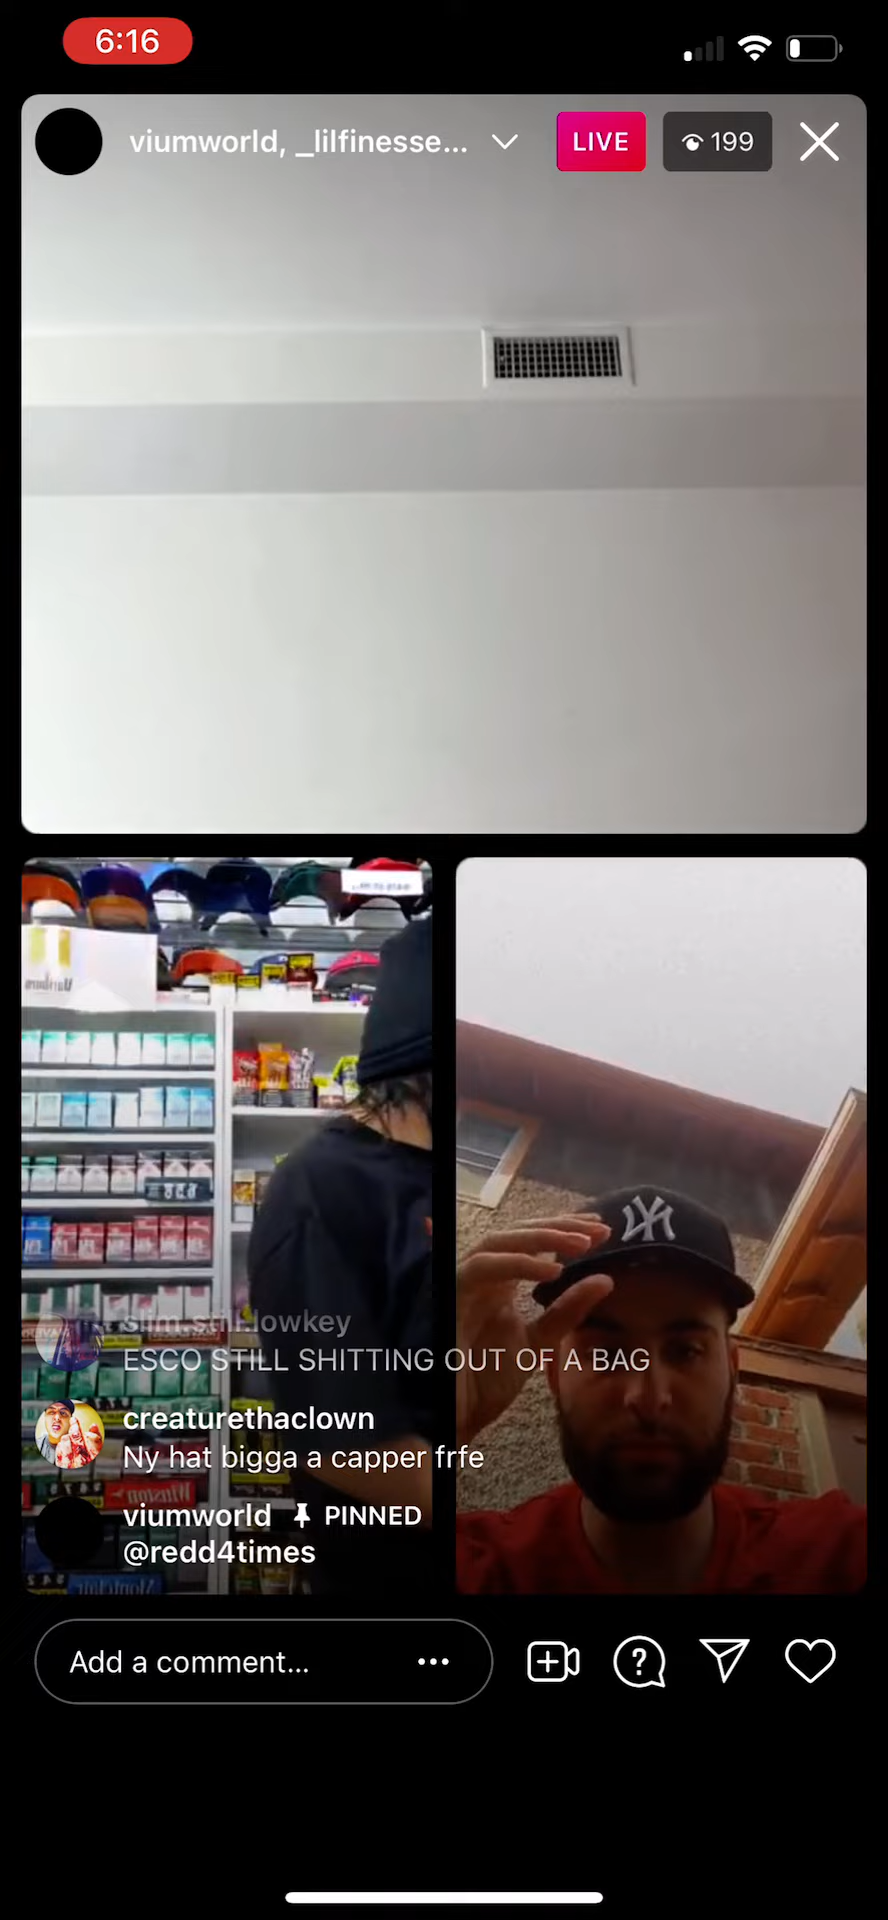 6:16
viumworld, _lilfinesse...
LIVE
199
NY
slim.still.lowkey
ESCO STILL SHITTING OUT OF A BAG
creaturethaclown
Ny hat bigga a capper frfe
viumworld PINNED
@redd4times
Add a comment...